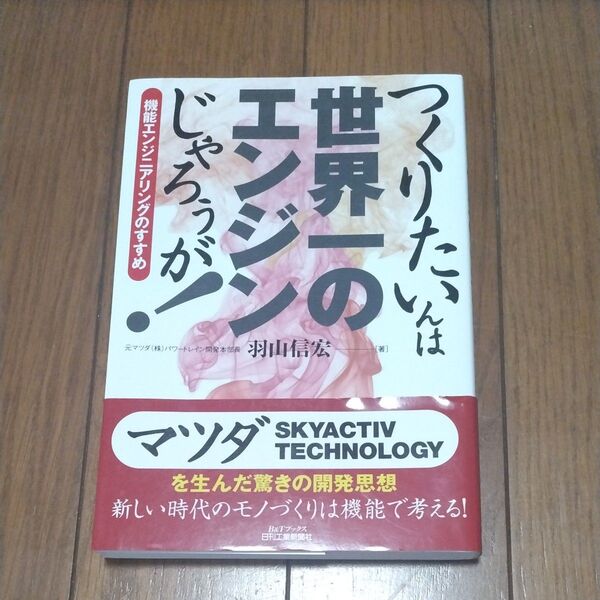 つくりたいんは
世界一の
エンジン
じゃろうが!
機能エンジニアリングのすすめ
元マツダ(株)パワートレイン開発本部長 羽山信宏 [著]
マツダ SKYACTIV
TECHNOLOGY
を生んだ驚きの開発思想
新しい時代のモノづくりは機能で考える!
B&Tブックス
日刊工業新聞社